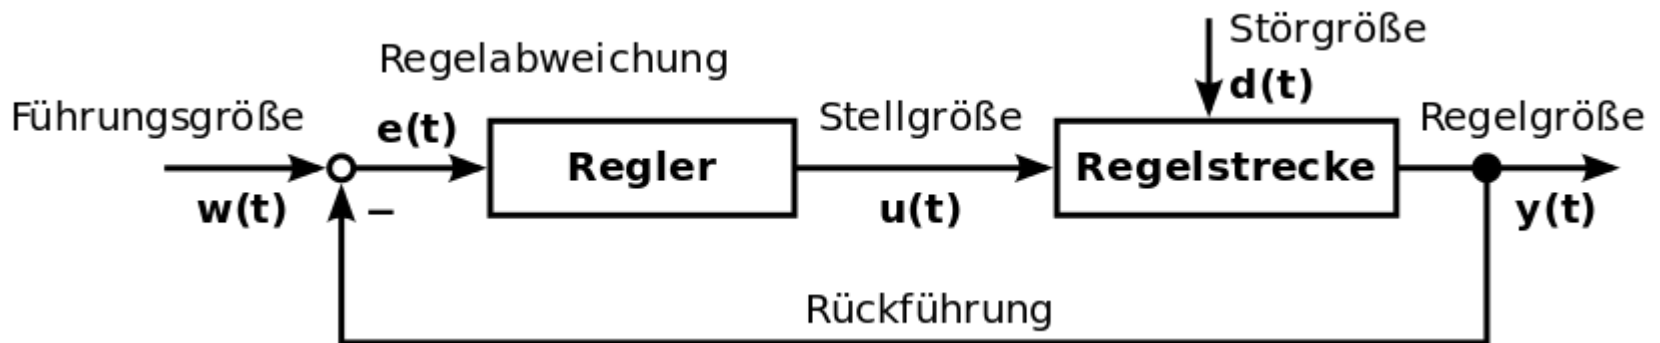 Störgröße
d(t)
Regelabweichung
Führungsgröße
e(t)
Stellgröße
Regelgröße
Regler
Regelstrecke
w(t)
–
u(t)
y(t)
Rückführung